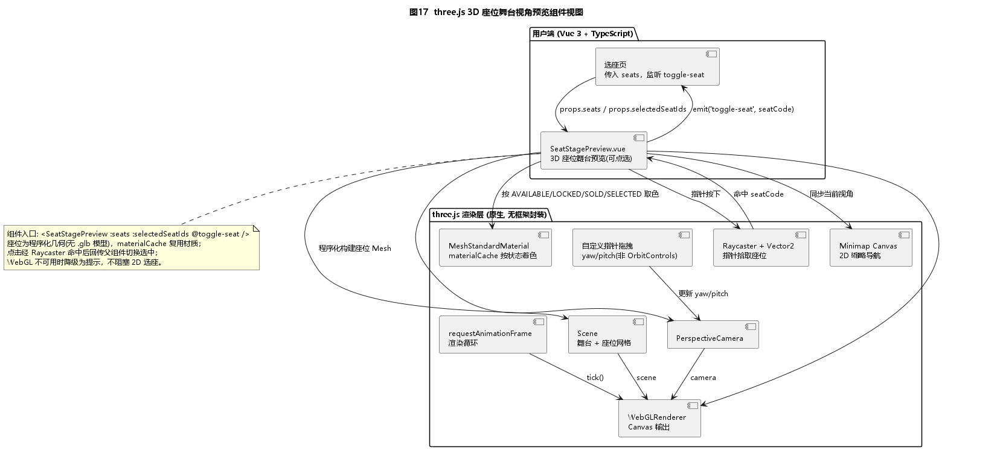 图17  three.js 3D 座位舞台视角预览组件视图
用户端 (Vue 3 + TypeScript)
选座页
传入 seats，监听 toggle-seat
props.seats / props.selectedSeatIds
emit('toggle-seat', seatCode)
SeatStagePreview.vue
3D 座位舞台预览(可点选)
按 AVAILABLE/LOCKED/SOLD/SELECTED 取色
指针按下
命中 seatCode
同步当前视角
three.js 渲染层 (原生, 无框架封装)
组件入口: <SeatStagePreview :seats :selectedSeatIds @toggle-seat />
座位为程序化几何(无 .glb 模型)，materialCache 复用材质；
点击经 Raycaster 命中后回传父组件切换选中；
WebGL 不可用时降级为提示，不阻塞 2D 选座。
程序化构建座位 Mesh
MeshStandardMaterial
materialCache 按状态着色
自定义指针拖拽
yaw/pitch(非 OrbitControls)
Raycaster + Vector2
指针拾取座位
Minimap Canvas
2D 缩略导航
更新 yaw/pitch
requestAnimationFrame
渲染循环
Scene
舞台 + 座位网格
PerspectiveCamera
tick()
scene
camera
WebGLRenderer
Canvas 输出